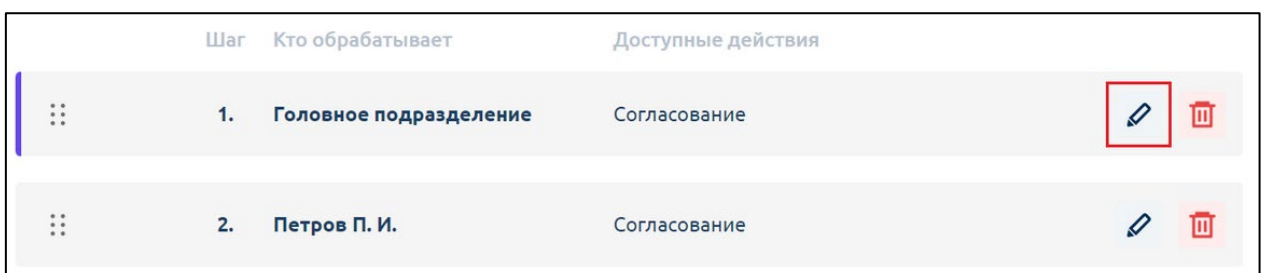 Шаг Кто обрабатывает Доступные действия
1. Головное подразделение Согласование
2. Петров П. И. Согласование